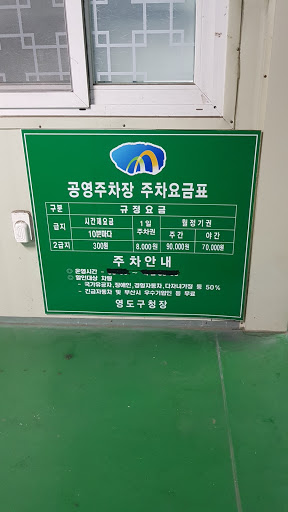 공영주차장 주차요금표
구분 규정요금
급지 시간제요금 1일 주차권 월정기권
10분마다 주간 야간
2급지 300원 8,000원 90,000원 70,000원
주차안내
◎ 운영시간 -
◎ 할인대상 차량
- 국가유공자,장애인,경형자동차,다자녀가정 등 50%
- 긴급자동차 및 부산시 우수기업인 등 무료
영도구청장